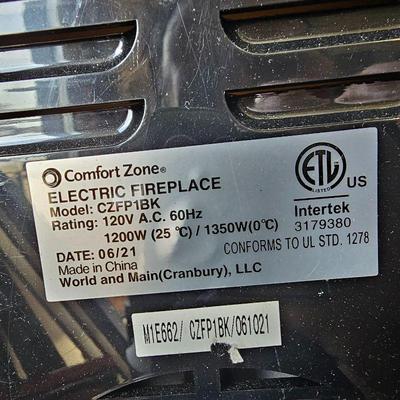 Comfort Zone®
ELECTRIC FIREPLACE
Model: CZFP1BK
Rating: 120V A.C. 60Hz
1200W (25 ℃) / 1350W(0℃)
DATE: 06/21
Made in China
World and Main(Cranbury), LLC
ETL
LISTED
US
Intertek
3179380
CONFORMS TO UL STD. 1278
M1E662/ CZFP1BK/061021